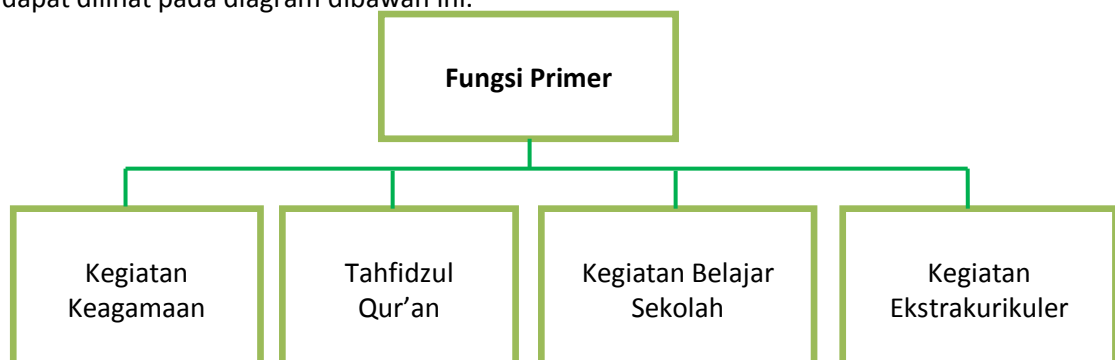 dapat dilihat pada diagram dibawah ini.
Fungsi Primer
Kegiatan
Keagamaan
Tahfidzul
Qur’an
Kegiatan Belajar
Sekolah
Kegiatan
Ekstrakurikuler